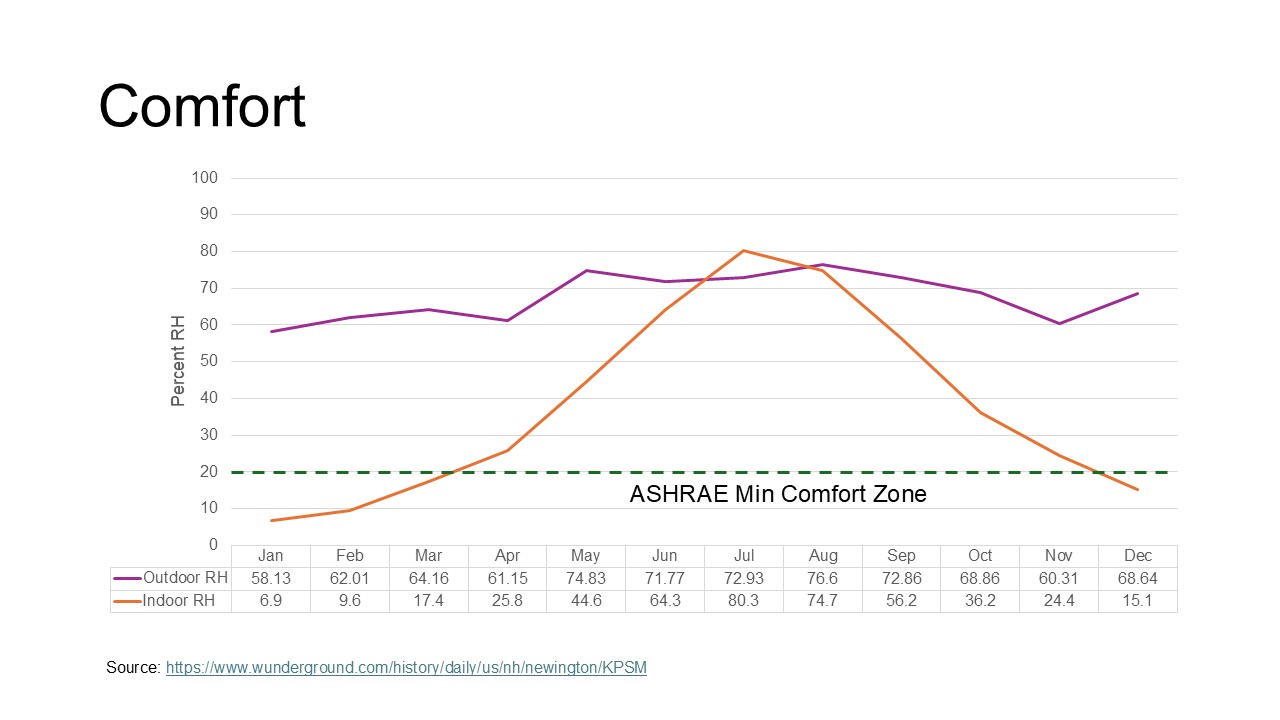 Comfort
100
90
80
70
60
50
40
30
20
10
0
Percent RH
ASHRAE Min Comfort Zone
Jan Feb Mar Apr May Jun Jul Aug Sep Oct Nov Dec
Outdoor RH 58.13 62.01 64.16 61.15 74.83 71.77 72.93 76.6 72.86 68.86 60.31 68.64
Indoor RH 6.9 9.6 17.4 25.8 44.6 64.3 80.3 74.7 56.2 36.2 24.4 15.1
Source: https://www.wunderground.com/history/daily/us/nh/newington/KPSM